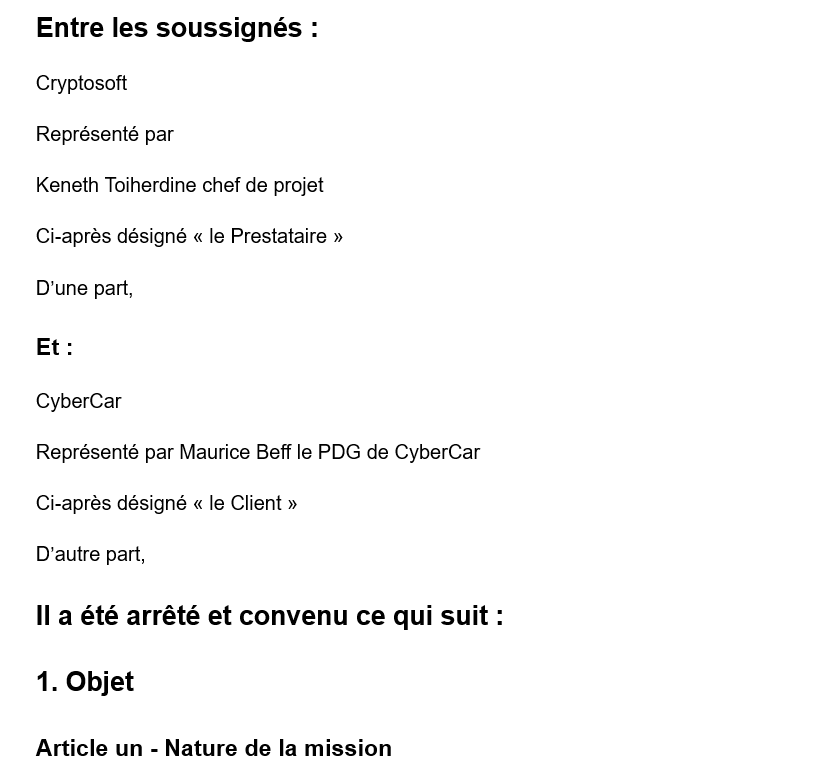 Entre les soussignés :
Cryptosoft
Représenté par
Keneth Toiherdine chef de projet
Ci-après désigné « le Prestataire »
D’une part,
Et :
CyberCar
Représenté par Maurice Beff le PDG de CyberCar
Ci-après désigné « le Client »
D’autre part,
Il a été arrêté et convenu ce qui suit :
1. Objet
Article un - Nature de la mission